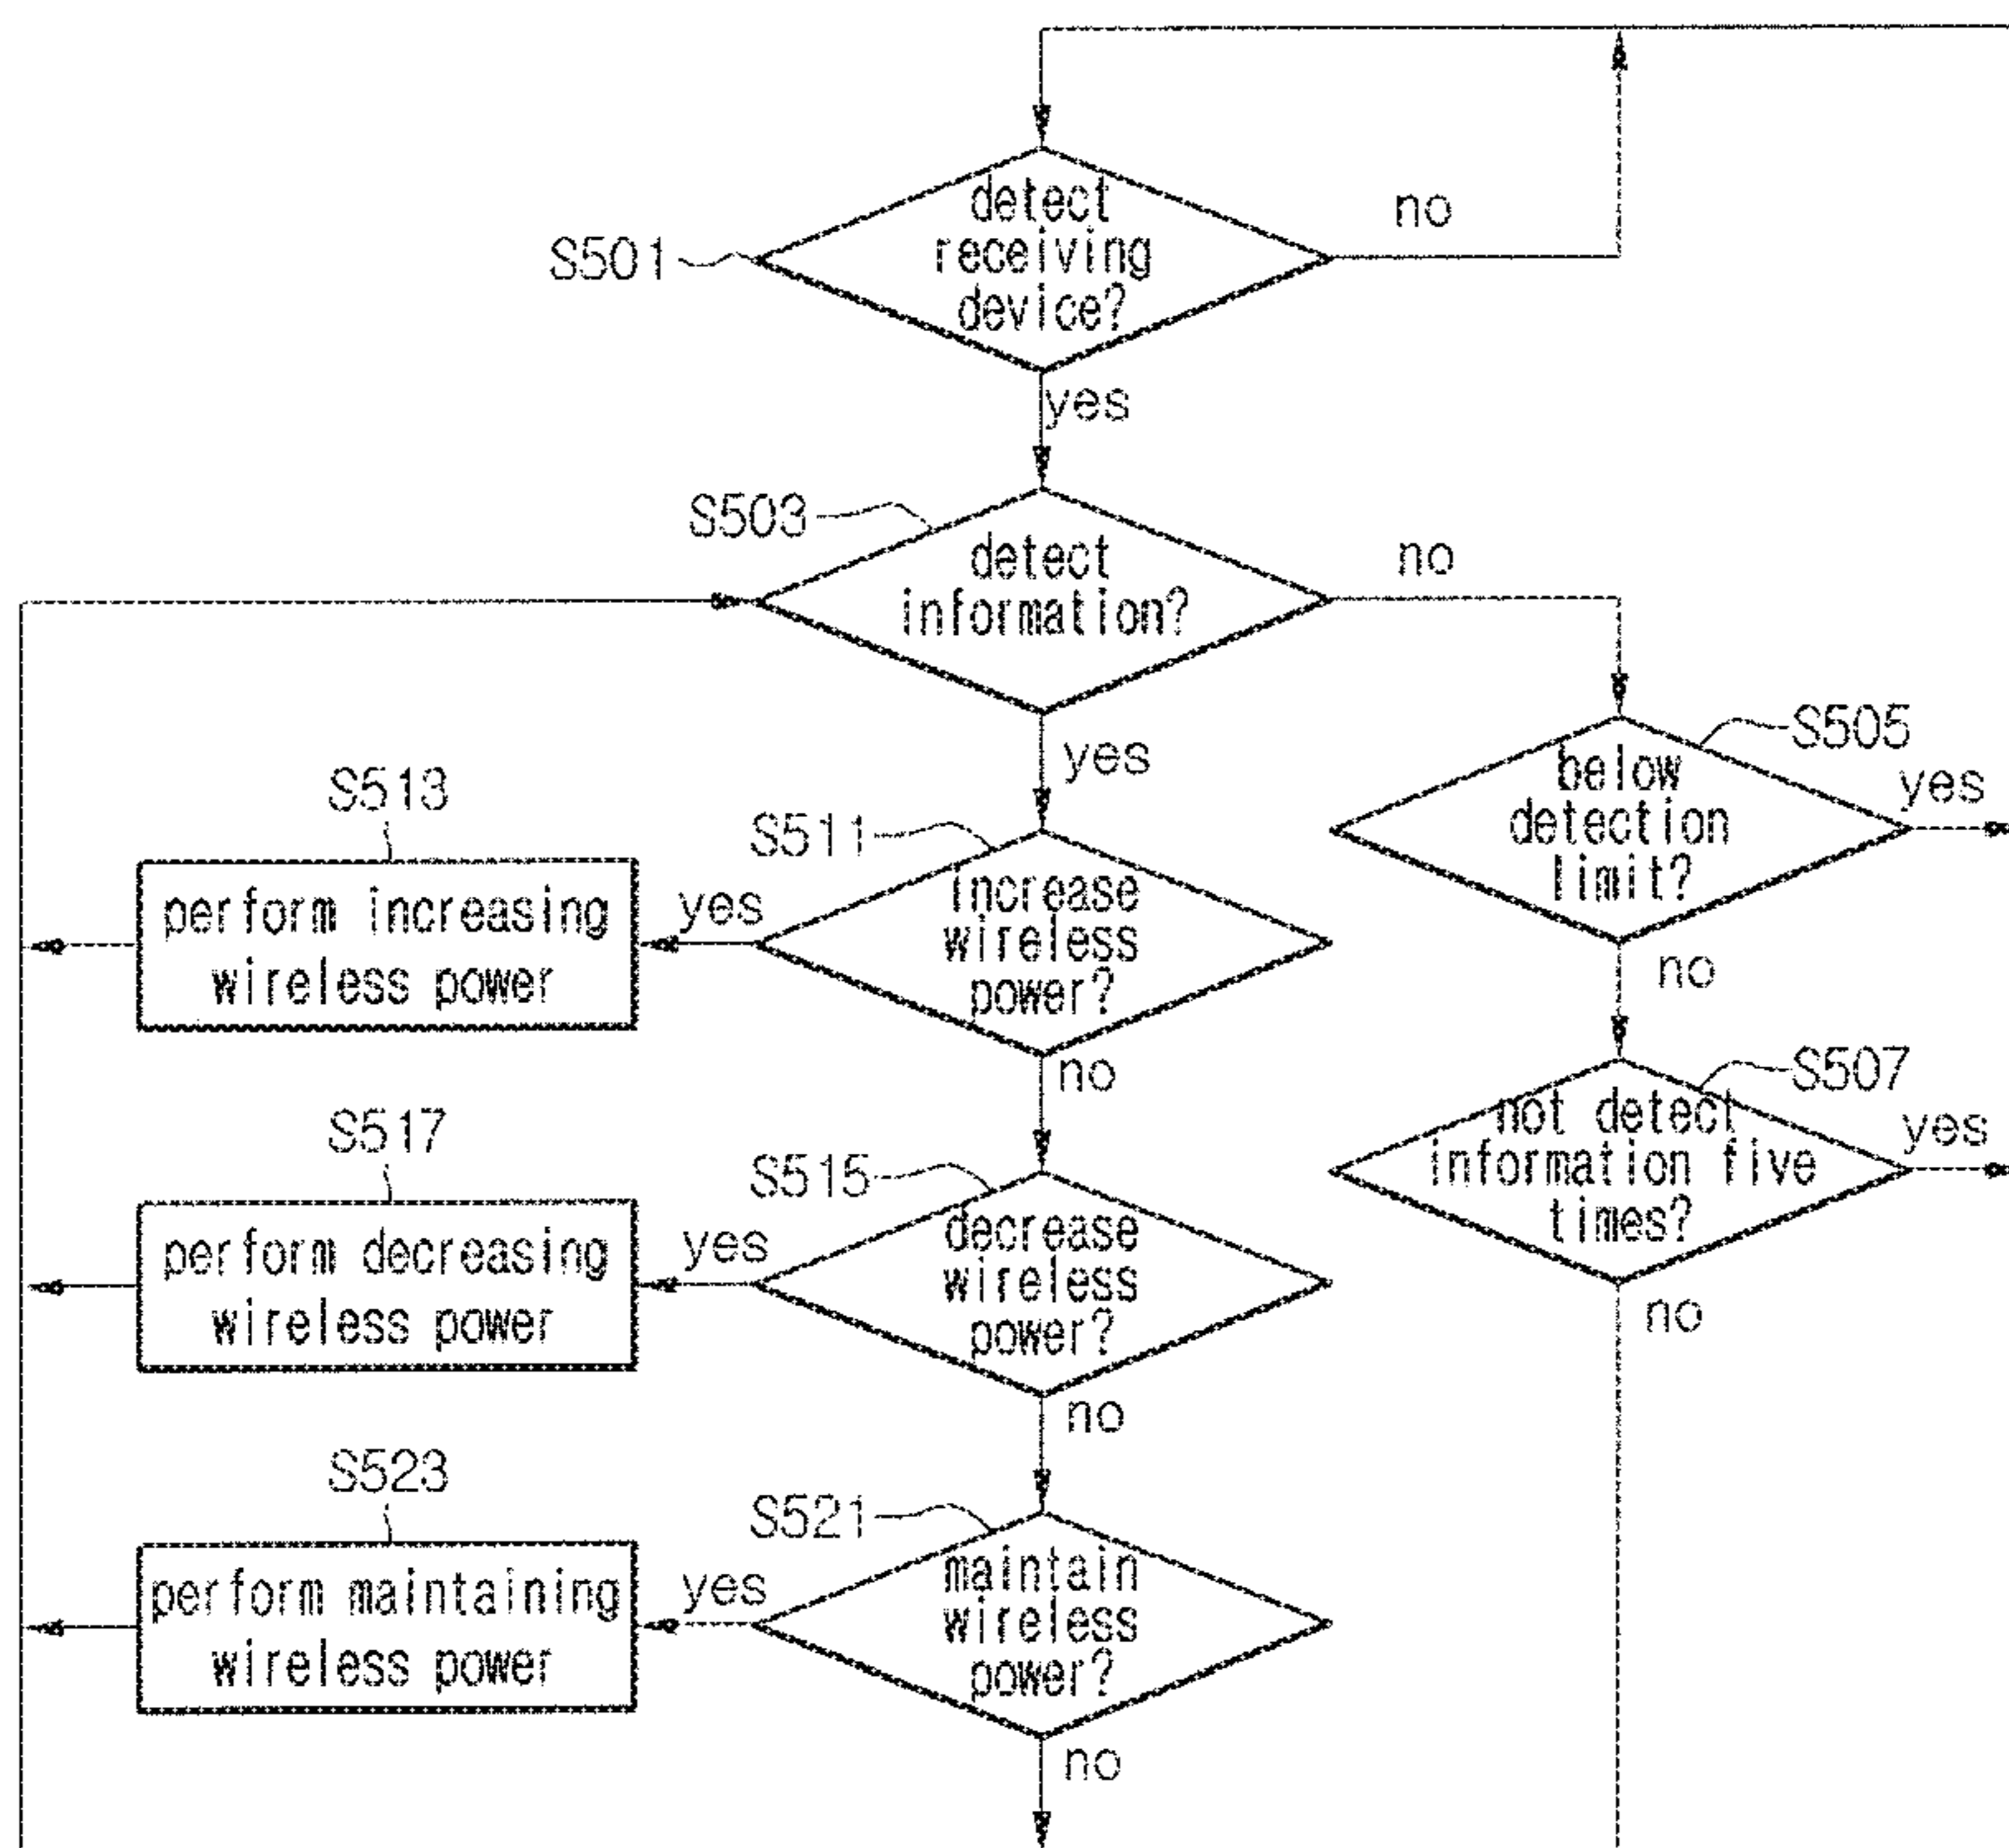 detect
receiving
device?
S501
no
yes
S503
detect
information?
no
yes
S505
below
detection
limit?
yes
no
S507
not detect
information five
times?
yes
no
S511
increase
wireless
power?
yes
no
S513
perform increasing
wireless power
S515
decrease
wireless
power?
yes
no
S517
perform decreasing
wireless power
S521
maintain
wireless
power?
yes
no
S523
perform maintaining
wireless power